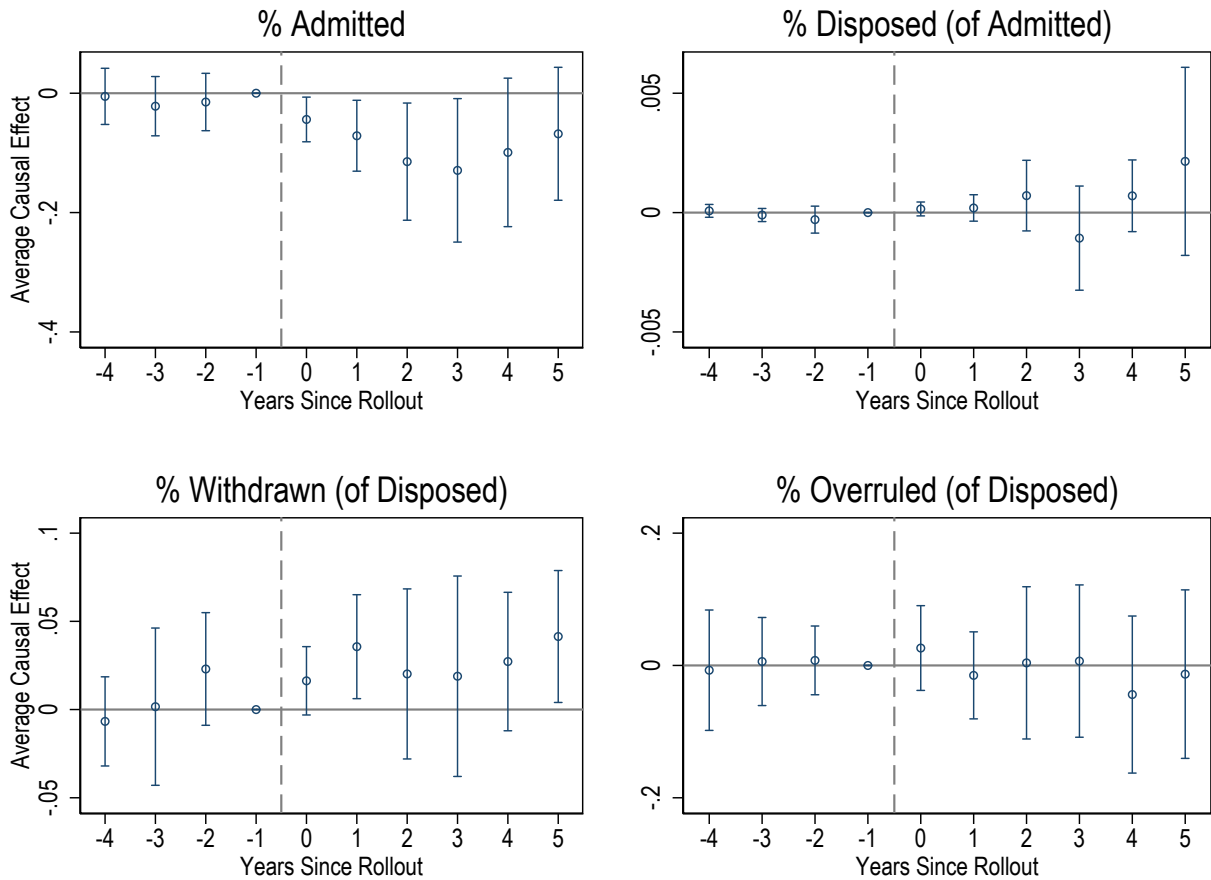 % Admitted
Average Causal Effect
0
-.2
-.4
-4 -3 -2 -1 0 1 2 3 4 5
Years Since Rollout
% Disposed (of Admitted)
.005
0
-.005
-4 -3 -2 -1 0 1 2 3 4 5
Years Since Rollout
% Withdrawn (of Disposed)
Average Causal Effect
.1
.05
0
-.05
-4 -3 -2 -1 0 1 2 3 4 5
Years Since Rollout
% Overruled (of Disposed)
.2
0
-.2
-4 -3 -2 -1 0 1 2 3 4 5
Years Since Rollout